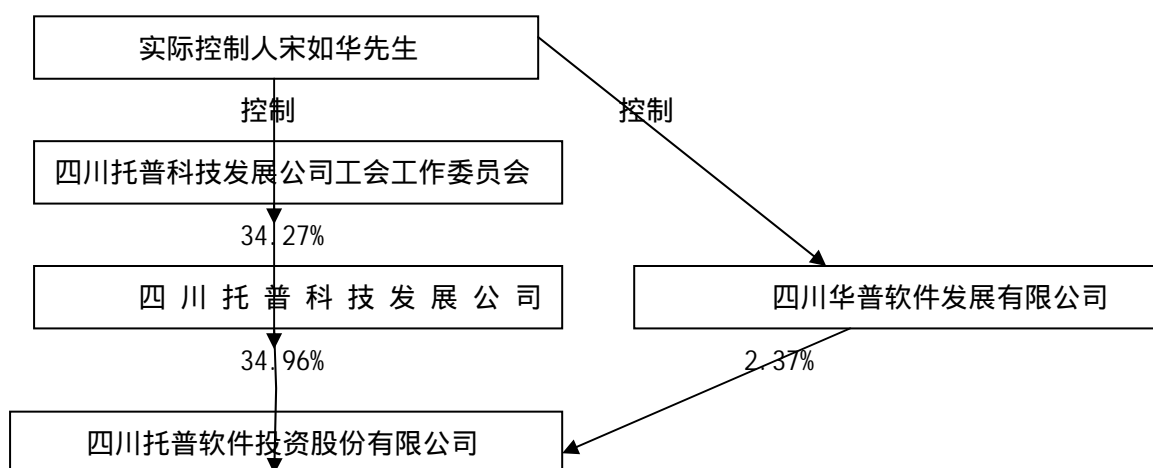 实际控制人宋如华先生
控制 控制
四川托普科技发展公司工会工作委员会
34.27%
四川托普科技发展公司 四川华普软件发展有限公司
34.96% 2.37%
四川托普软件投资股份有限公司